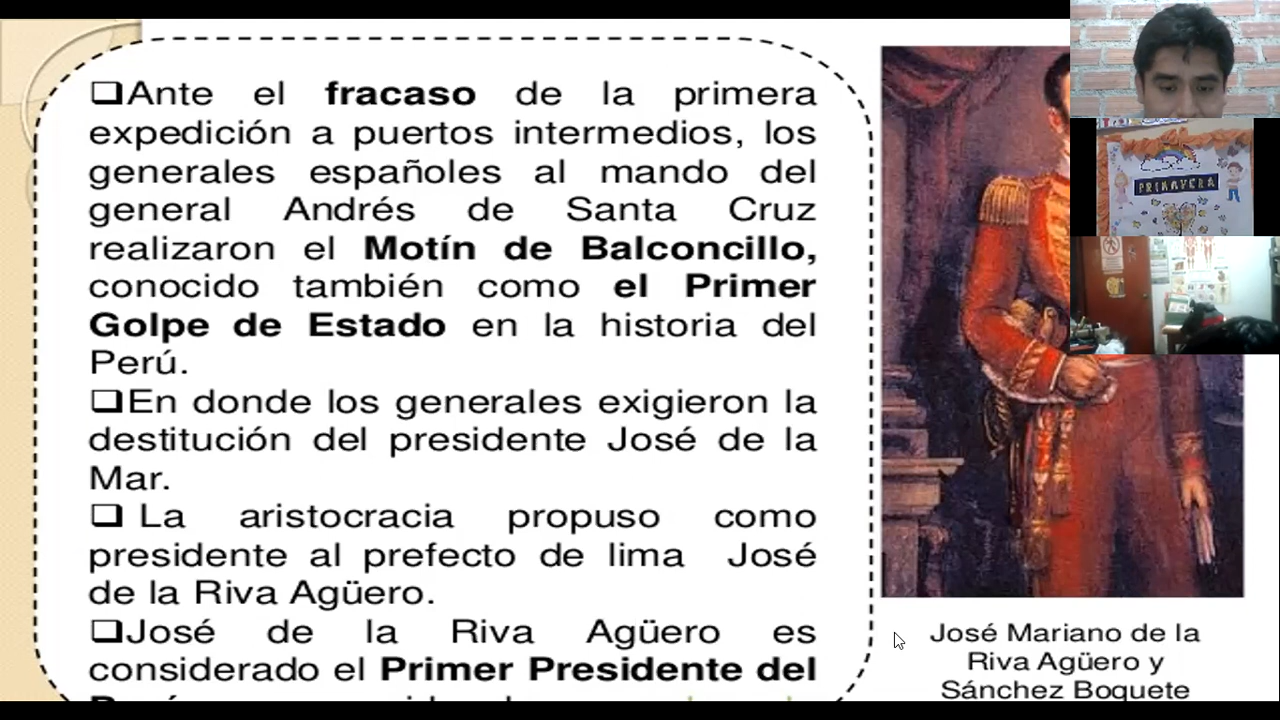 ❑Ante el fracaso de la primera
expedición a puertos intermedios, los
generales españoles al mando del
general Andrés de Santa Cruz
realizaron el Motín de Balconcillo,
conocido también como el Primer
Golpe de Estado en la historia del
Perú.
❑En donde los generales exigieron la
destitución del presidente José de la
Mar.
❑ La aristocracia propuso como
presidente al prefecto de lima José
de la Riva Agüero.
❑José de la Riva Agüero es
considerado el Primer Presidente del
José Mariano de la
Riva Agüero y
Sánchez Boquete
PRIMAVERA